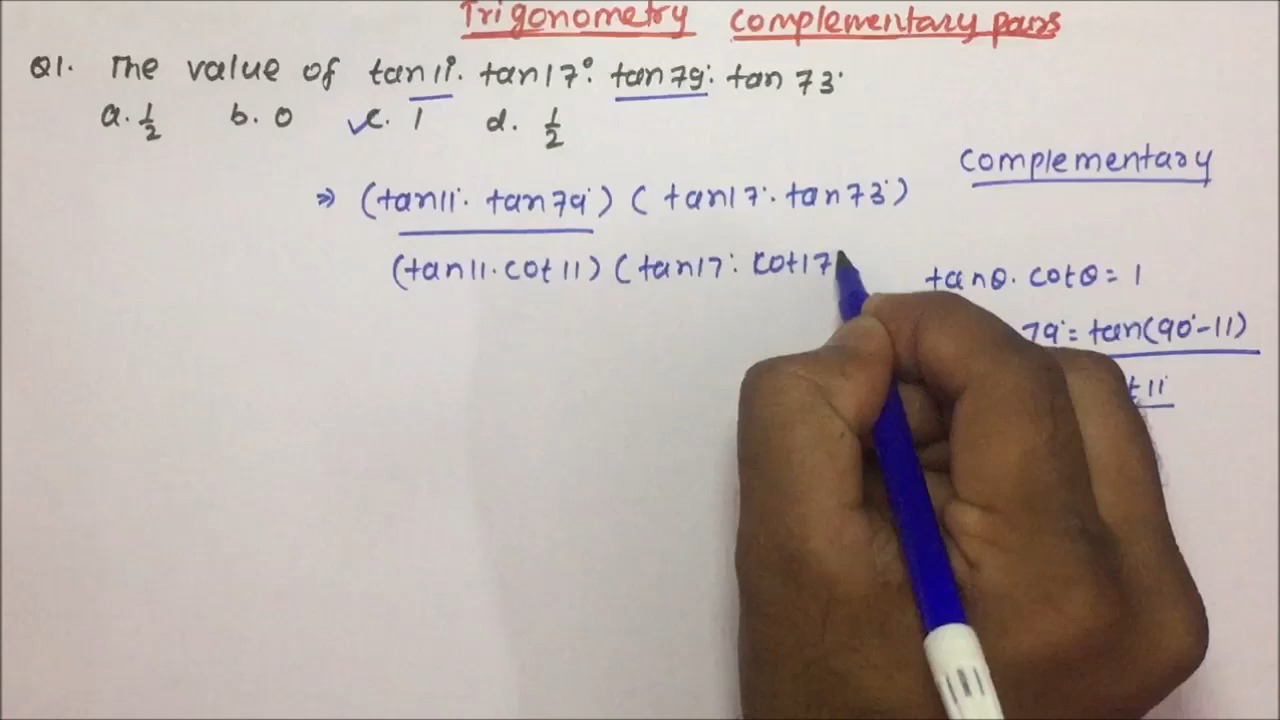 Trigonometry complementary pairs
Q1. The value of tan11°. tan17°. tan79°. tan 73°
a. 1/2 b. 0 c. 1 d. 1/2
complementary
⇒ (tan11°. tan79°) (tan17°. tan73°)
(tan11. cot11) (tan17°. cot17
tanθ. cotθ = 1
79° = tan(90°-11)
t 11°